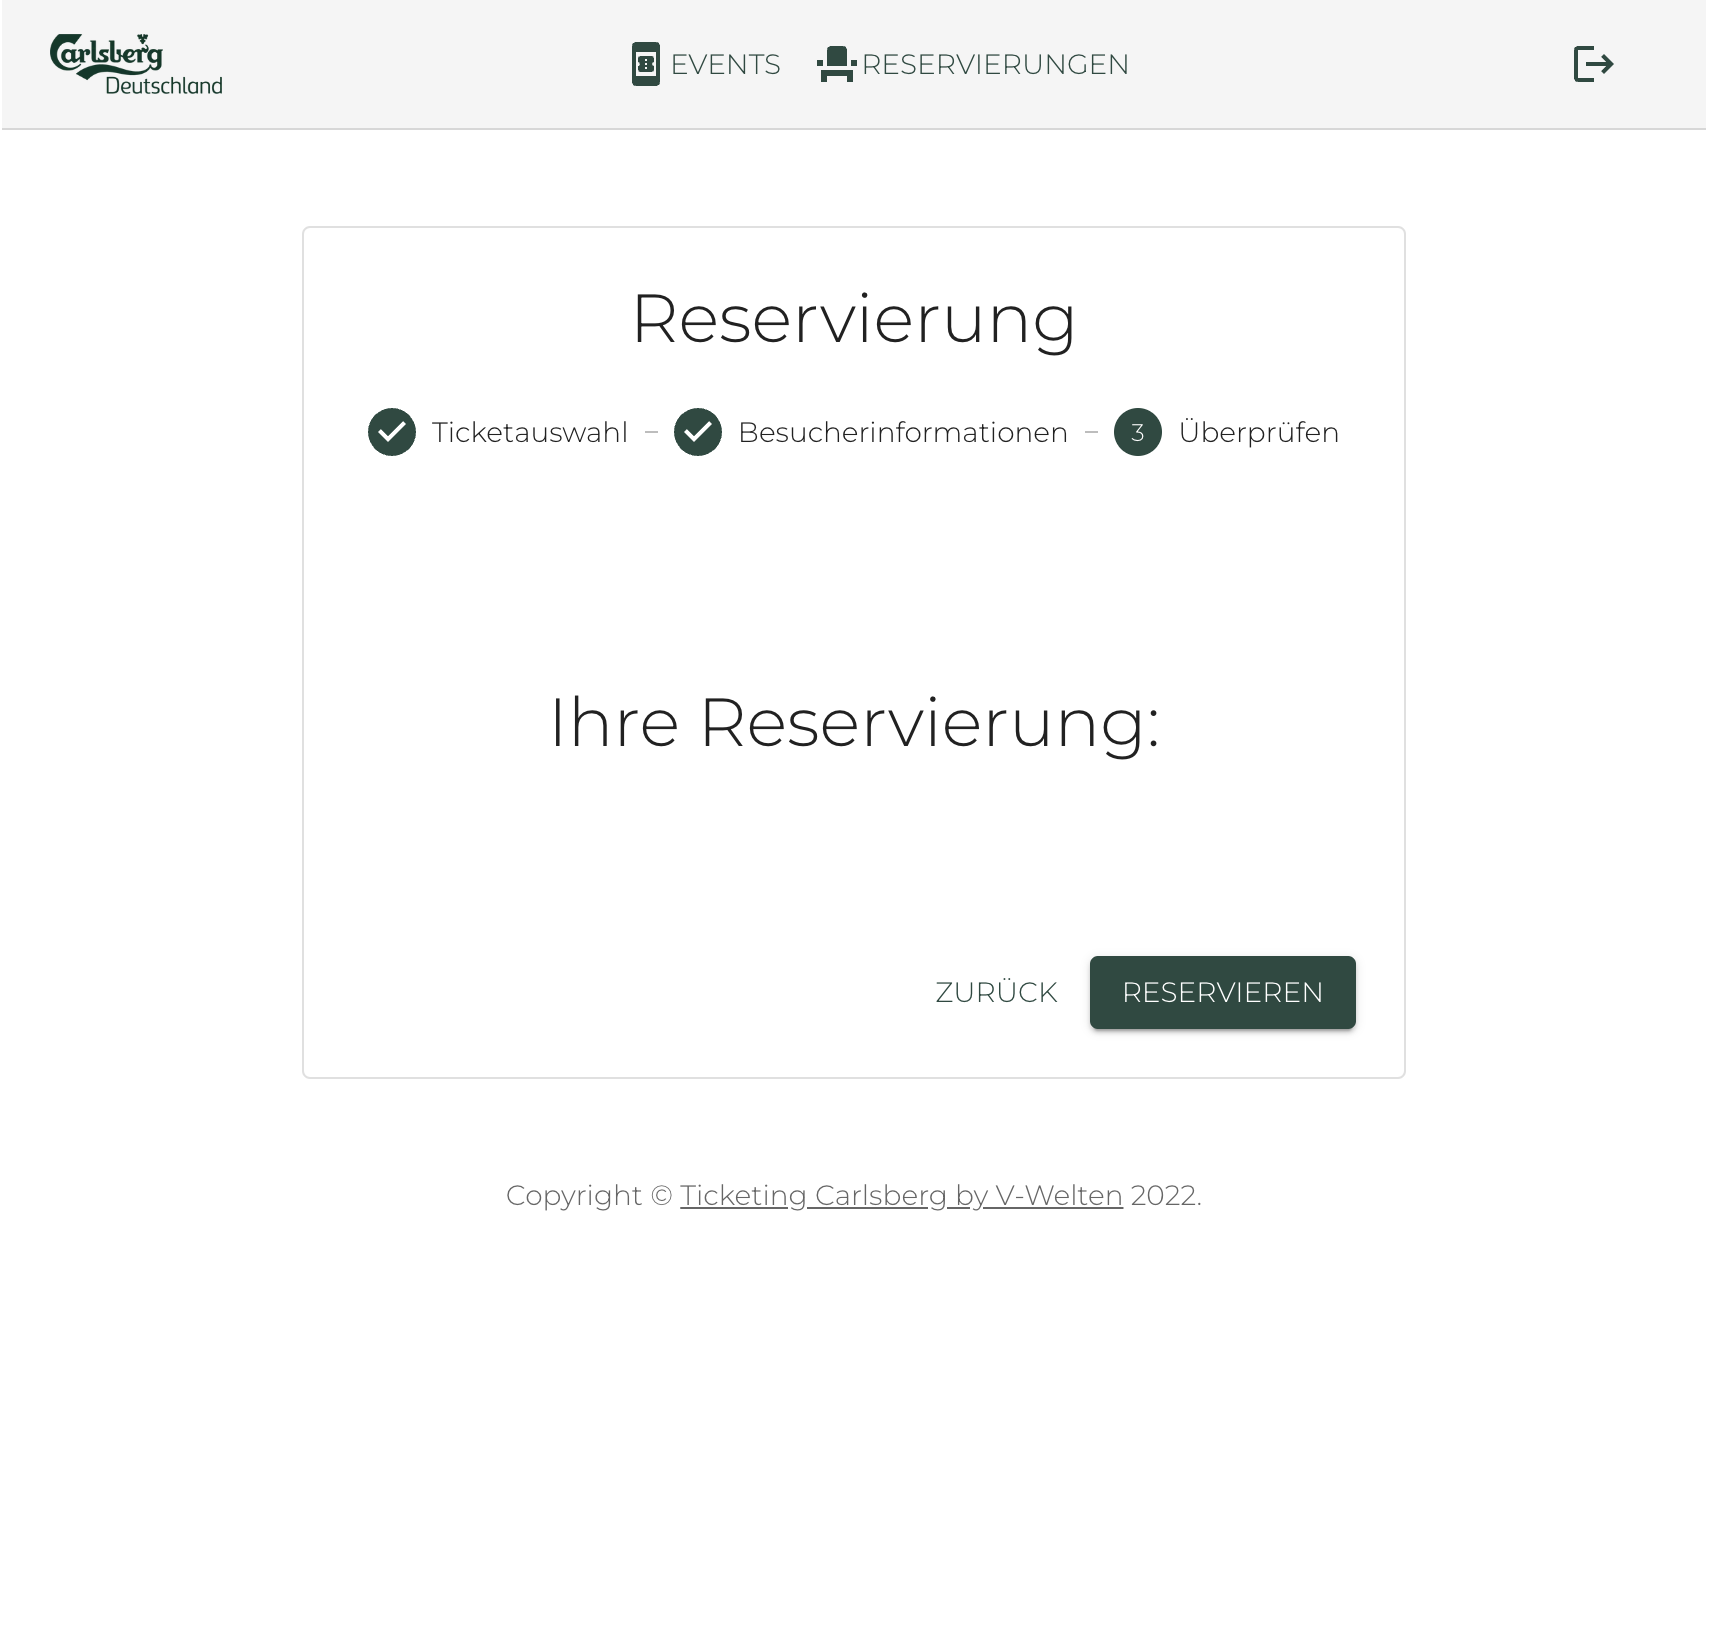 Carlsberg
Deutschland
EVENTS RESERVIERUNGEN
Reservierung
Ticketauswahl – Besucherinformationen – 3 Überprüfen
Ihre Reservierung:
ZURÜCK RESERVIEREN
Copyright © Ticketing Carlsberg by V-Welten 2022.